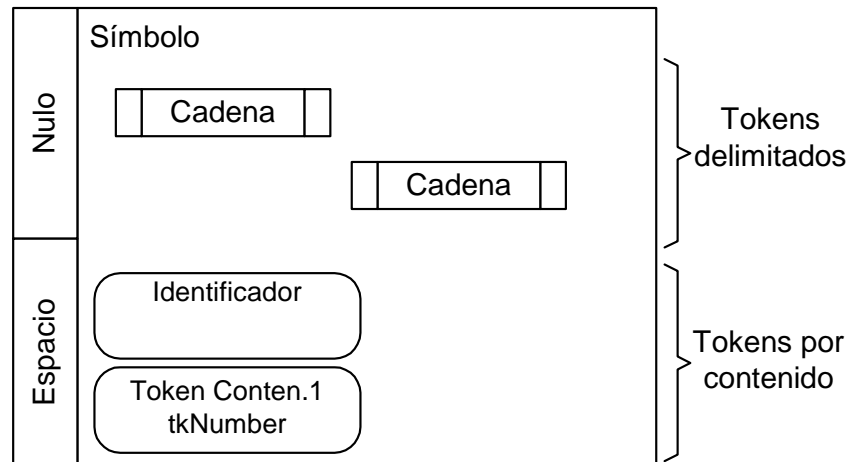 Símbolo
Nulo
Cadena
Cadena
Tokens
delimitados
Espacio
Identificador
Token Conten.1
tkNumber
Tokens por
contenido